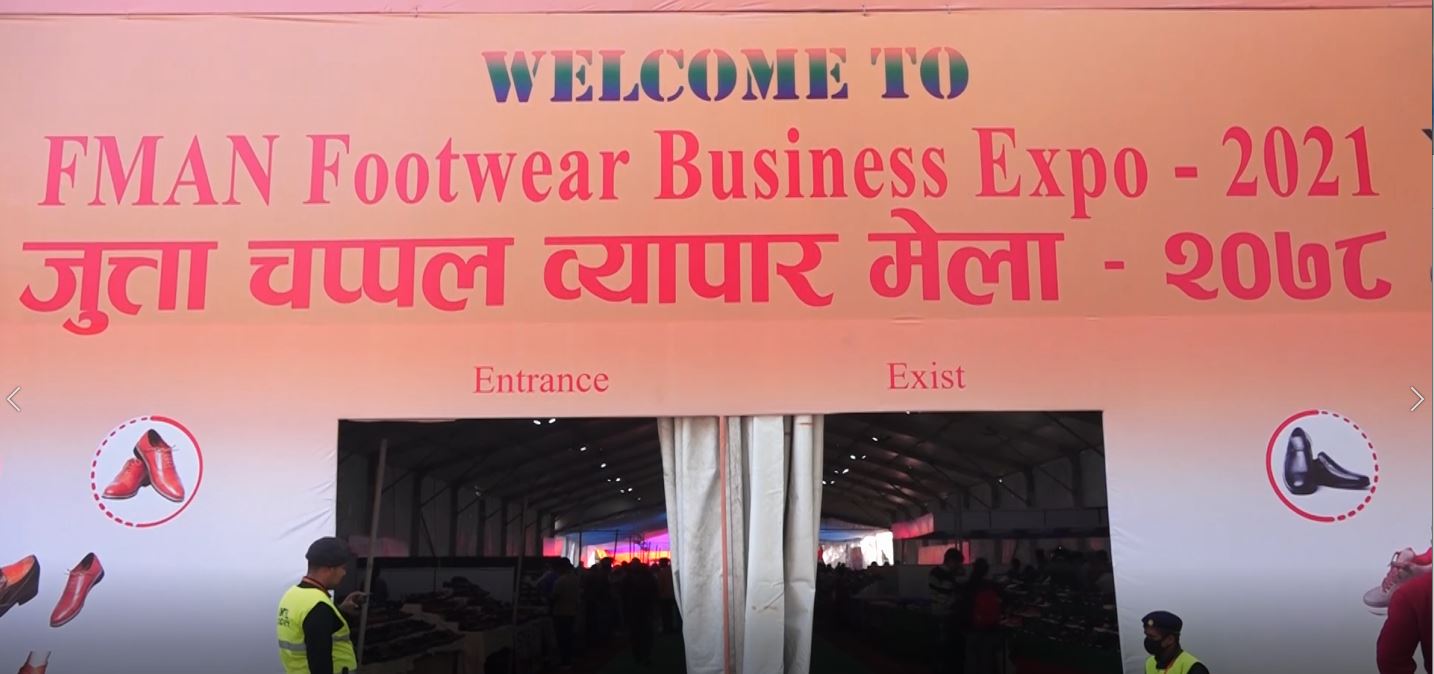 WELCOME TO
FMAN Footwear Business Expo - 2021
जुत्ता चप्पल व्यापार मेला - २०७८
Entrance Exist